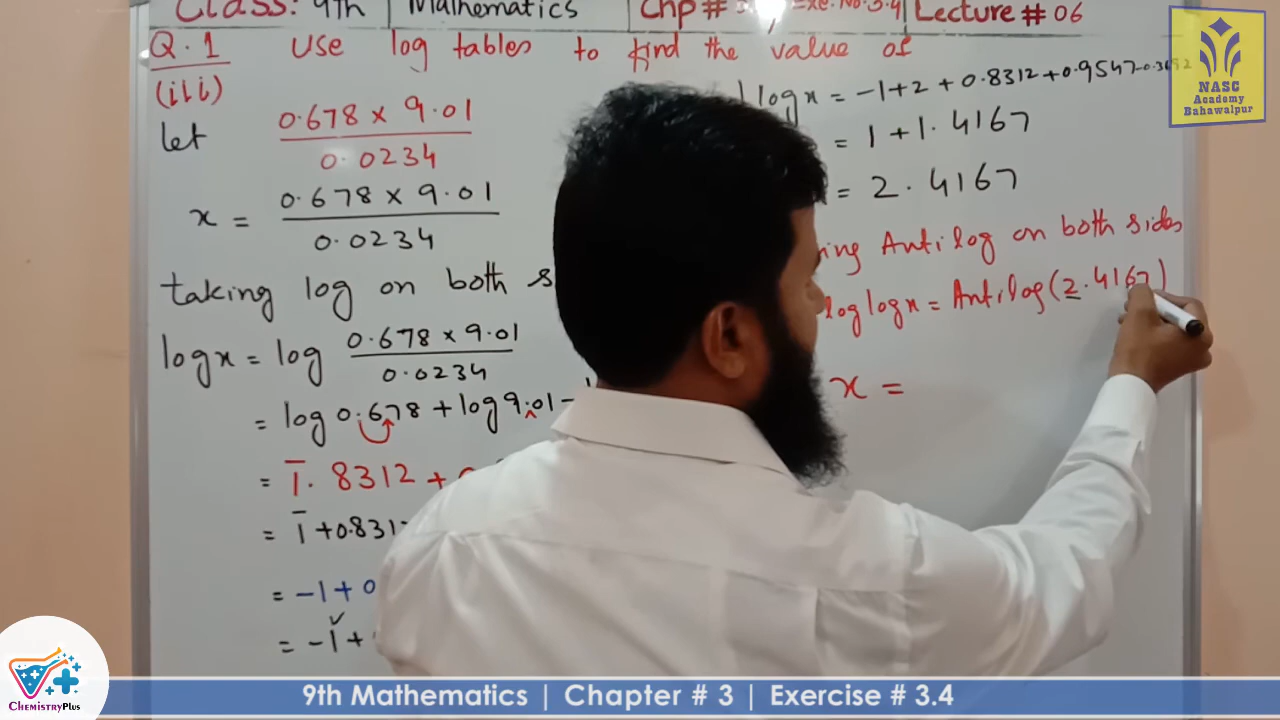 Class: 9th | Mathematics | Chp # 3, Exe. No. 3.4 | Lecture # 06
Q.1 Use log tables to find the value of
(iii) 0.678 × 9.01
0.0234
let
x = 0.678 × 9.01
0.0234
taking log on both
log x = log 0.678 × 9.01
0.0234
= log 0.678 + log 9.01 -
= 1̅. 8312 +
= 1̅ + 0.831
= -1 + 0
= -1 +
log x = -1 + 2 + 0.8312 + 0.9547 - 0.3692
= 1 + 1.4167
= 2.4167
Antilog on both sides
log log x = Antilog (2.4167)
x =
NASC
Academy
Bahawalpur
ChemistryPlus
9th Mathematics | Chapter # 3 | Exercise # 3.4